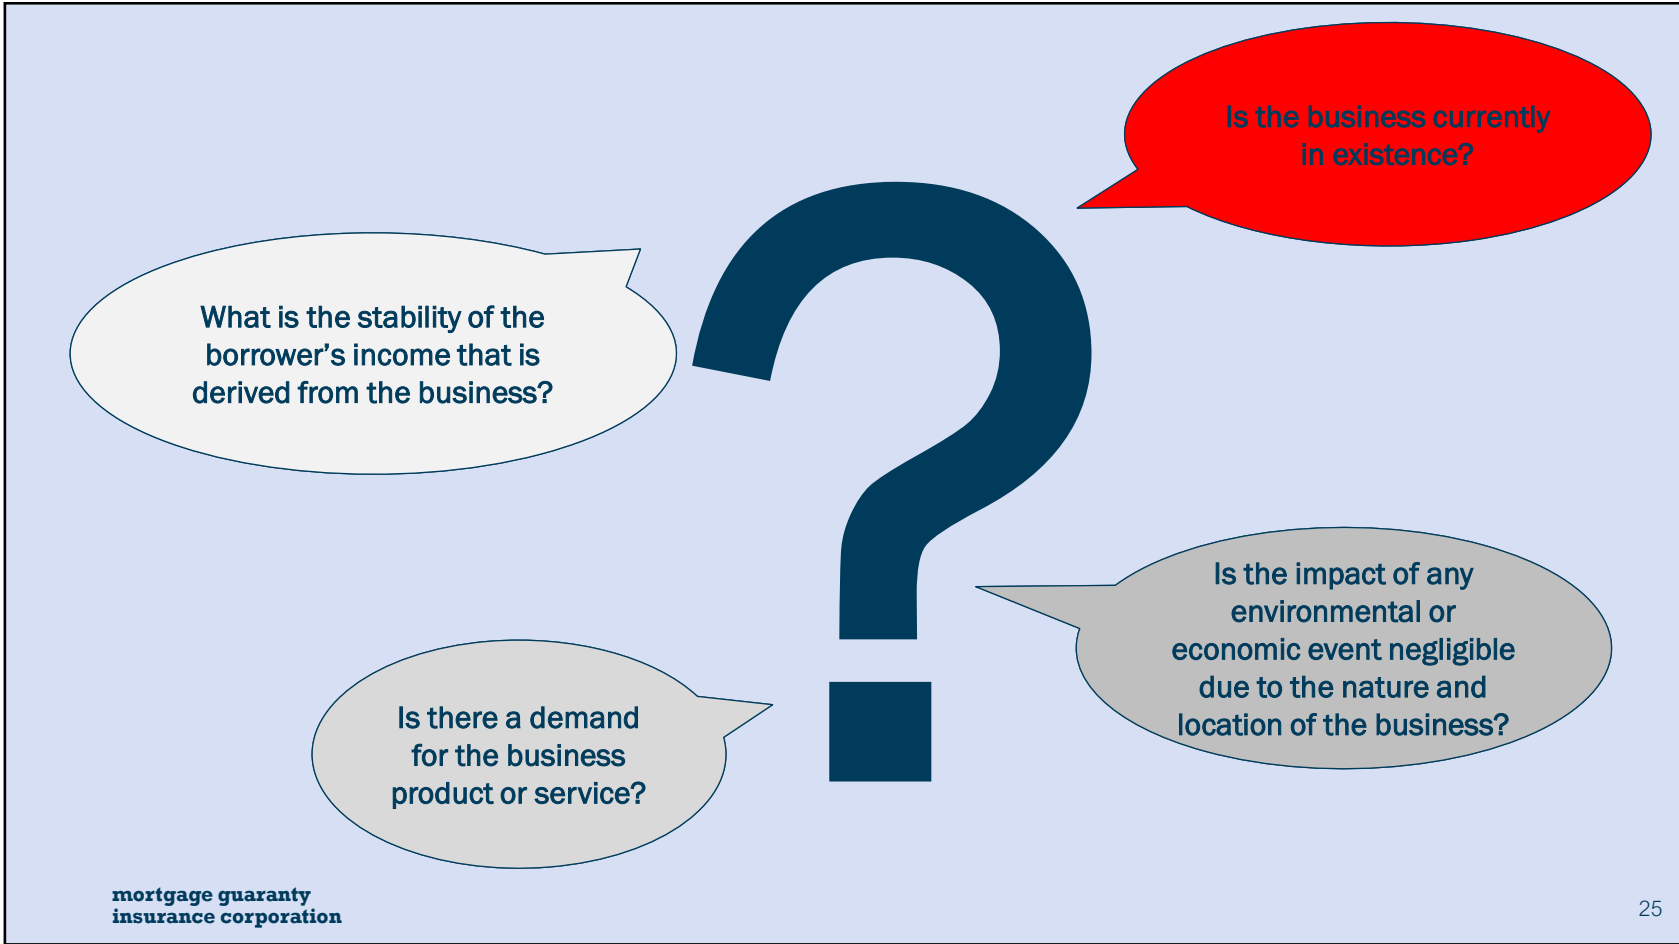 Is the business currently
in existence?
What is the stability of the
borrower’s income that is
derived from the business?
Is the impact of any
environmental or
economic event negligible
due to the nature and
location of the business?
Is there a demand
for the business
product or service?
?
mortgage guaranty
insurance corporation
25